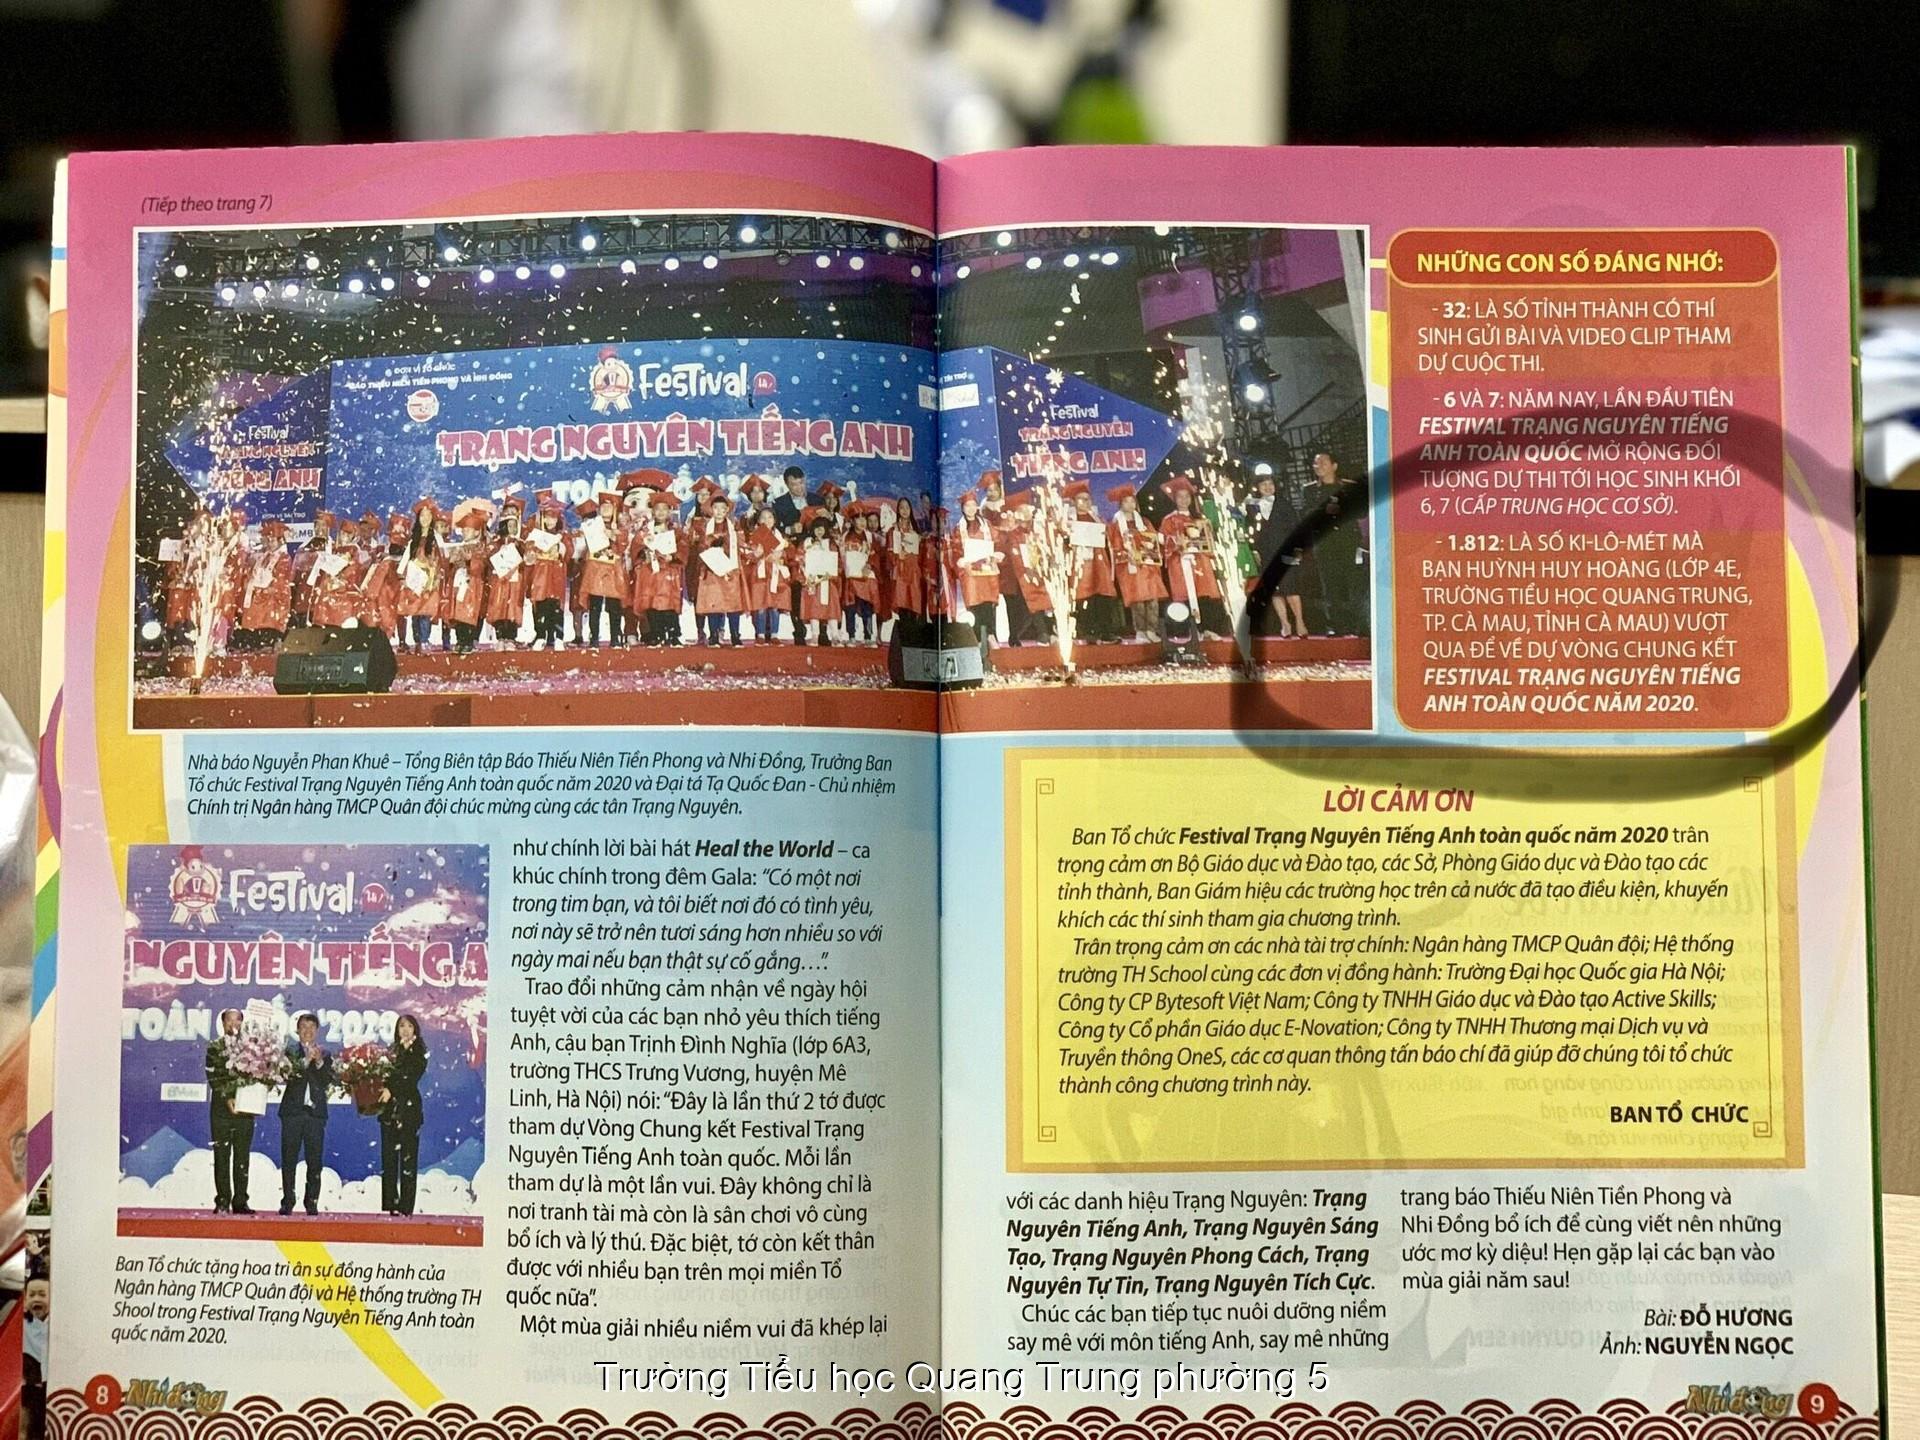 (Tiếp theo trang 7)
ĐƠN VỊ TỔ CHỨC
BÁO THIẾU NIÊN TIỀN PHONG VÀ NHI ĐỒNG
Festival
TRẠNG NGUYÊN TIẾNG ANH
TOÀN
Festival
TIẾNG ANH
Festival
TRẠNG NGUYÊN
TIẾNG ANH
Nhà báo Nguyễn Phan Khuê – Tổng Biên tập Báo Thiếu Niên Tiền Phong và Nhi Đồng, Trưởng Ban
Tổ chức Festival Trạng Nguyên Tiếng Anh toàn quốc năm 2020 và Đại tá Tạ Quốc Đan - Chủ nhiệm
Chính trị Ngân hàng TMCP Quân đội chúc mừng cùng các tân Trạng Nguyên.
Festival
NGUYÊN TIẾNG A
TOÀN QUỐC '2020
Ban Tổ chức tặng hoa tri ân sự đồng hành của
Ngân hàng TMCP Quân đội và Hệ thống trường TH
Shool trong Festival Trạng Nguyên Tiếng Anh toàn
quốc năm 2020.
như chính lời bài hát Heal the World – ca
khúc chính trong đêm Gala: “Có một nơi
trong tim bạn, và tôi biết nơi đó có tình yêu,
nơi này sẽ trở nên tươi sáng hơn nhiều so với
ngày mai nếu bạn thật sự cố gắng…”.
Trao đổi những cảm nhận về ngày hội
tuyệt vời của các bạn nhỏ yêu thích tiếng
Anh, cậu bạn Trịnh Đình Nghĩa (lớp 6A3,
trường THCS Trưng Vương, huyện Mê
Linh, Hà Nội) nói: “Đây là lần thứ 2 tớ được
tham dự Vòng Chung kết Festival Trạng
Nguyên Tiếng Anh toàn quốc. Mỗi lần
tham dự là một lần vui. Đây không chỉ là
nơi tranh tài mà còn là sân chơi vô cùng
bổ ích và lý thú. Đặc biệt, tớ còn kết thân
được với nhiều bạn trên mọi miền Tổ
quốc nữa”.
Một mùa giải nhiều niềm vui đã khép lại
8 Nhi đồng
NHỮNG CON SỐ ĐÁNG NHỚ:
- 32: LÀ SỐ TỈNH THÀNH CÓ THÍ
SINH GỬI BÀI VÀ VIDEO CLIP THAM
DỰ CUỘC THI.
- 6 VÀ 7: NĂM NAY, LẦN ĐẦU TIÊN
FESTIVAL TRẠNG NGUYÊN TIẾNG
ANH TOÀN QUỐC MỞ RỘNG ĐỐI
TƯỢNG DỰ THI TỚI HỌC SINH KHỐI
6, 7 (CẤP TRUNG HỌC CƠ SỞ).
- 1.812: LÀ SỐ KI-LÔ-MÉT MÀ
BẠN HUỲNH HUY HOÀNG (LỚP 4E,
TRƯỜNG TIỂU HỌC QUANG TRUNG,
TP. CÀ MAU, TỈNH CÀ MAU) VƯỢT
QUA ĐỂ VỀ DỰ VÒNG CHUNG KẾT
FESTIVAL TRẠNG NGUYÊN TIẾNG
ANH TOÀN QUỐC NĂM 2020.
LỜI CẢM ƠN
Ban Tổ chức Festival Trạng Nguyên Tiếng Anh toàn quốc năm 2020 trân
trọng cảm ơn Bộ Giáo dục và Đào tạo, các Sở, Phòng Giáo dục và Đào tạo các
tỉnh thành, Ban Giám hiệu các trường học trên cả nước đã tạo điều kiện, khuyến
khích các thí sinh tham gia chương trình.
Trân trọng cảm ơn các nhà tài trợ chính: Ngân hàng TMCP Quân đội; Hệ thống
trường TH School cùng các đơn vị đồng hành: Trường Đại học Quốc gia Hà Nội;
Công ty CP Bytesoft Việt Nam; Công ty TNHH Giáo dục và Đào tạo Active Skills;
Công ty Cổ phần Giáo dục E-Novation; Công ty TNHH Thương mại Dịch vụ và
Truyền thông OneS, các cơ quan thông tấn báo chí đã giúp đỡ chúng tôi tổ chức
thành công chương trình này.
BAN TỔ CHỨC
với các danh hiệu Trạng Nguyên: Trạng
Nguyên Tiếng Anh, Trạng Nguyên Sáng
Tạo, Trạng Nguyên Phong Cách, Trạng
Nguyên Tự Tin, Trạng Nguyên Tích Cực.
Chúc các bạn tiếp tục nuôi dưỡng niềm
say mê với môn tiếng Anh, say mê những
trang báo Thiếu Niên Tiền Phong và
Nhi Đồng bổ ích để cùng viết nên những
ước mơ kỳ diệu! Hẹn gặp lại các bạn vào
mùa giải năm sau!
Bài: ĐỖ HƯƠNG
Ảnh: NGUYỄN NGỌC
Nhi đồng 9
Trường Tiểu học Quang Trung phường 5